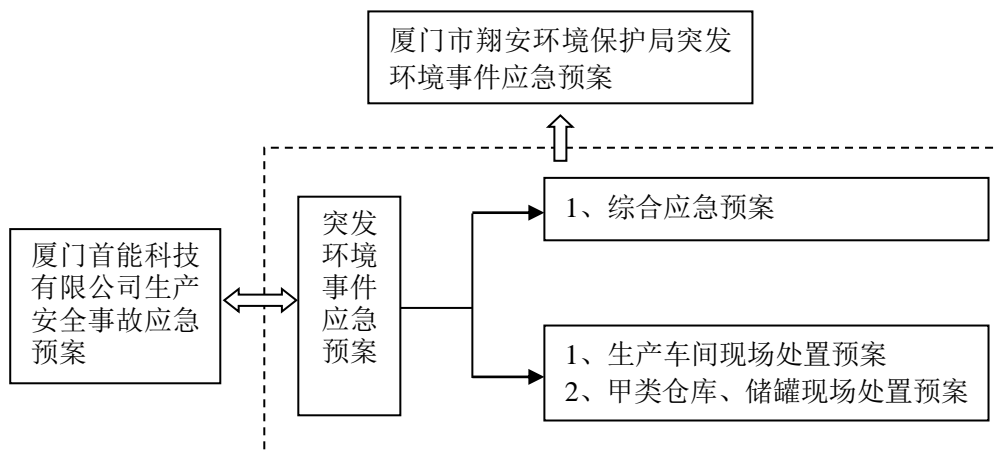 厦门市翔安环境保护局突发
环境事件应急预案
厦门首能科技
有限公司生产
安全事故应急
预案
突发
环境
事件
应急
预案
1、综合应急预案
1、生产车间现场处置预案
2、甲类仓库、储罐现场处置预案